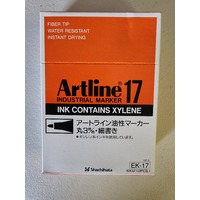 FIBER TIP
WATER RESISTANT
INSTANT DRYING
Artline® 17
INDUSTRIAL MARKER
INK CONTAINS XYLENE
アートライン油性マーカー
丸3%・細書き
Shachihata
EK-17